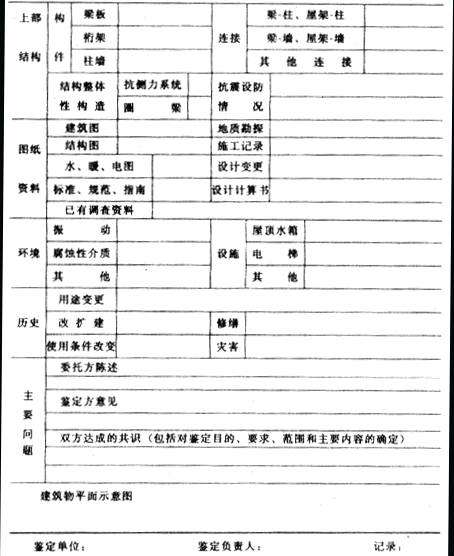 上部 构 梁板 梁-柱、屋架-柱
桁架 连接 梁-墙、屋架-墙
结构 件 柱墙 其他连接
结构整体 抗侧力系统 抗震设防
性构造 圈梁 情况
建筑图 地质勘探
图纸 结构图 施工记录
水、暖、电图 设计变更
资料 标准、规范、指南 设计计算书
已有调查资料
振动 屋顶水箱
环境 腐蚀性介质 设施 电梯
其他 其他
用途变更
历史 改扩建 修缮
使用条件改变 灾害
委托方陈述
主 鉴定方意见
要
问 双方达成的共识（包括对鉴定目的、要求、范围和主要内容的确定）
题
建筑物平面示意图
鉴定单位： 鉴定负责人： 记录：